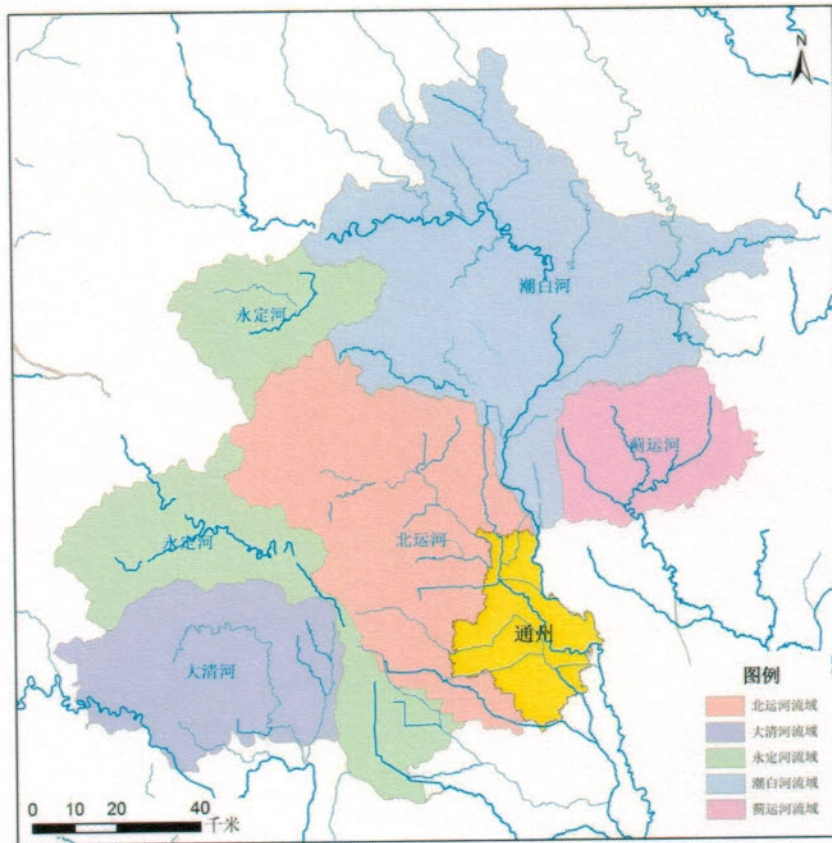 N
潮白河
永定河
蓟运河
永定河
北运河
通州
大清河
图例
北运河流域
大清河流域
永定河流域
潮白河流域
蓟运河流域
0 10 20 40
千米